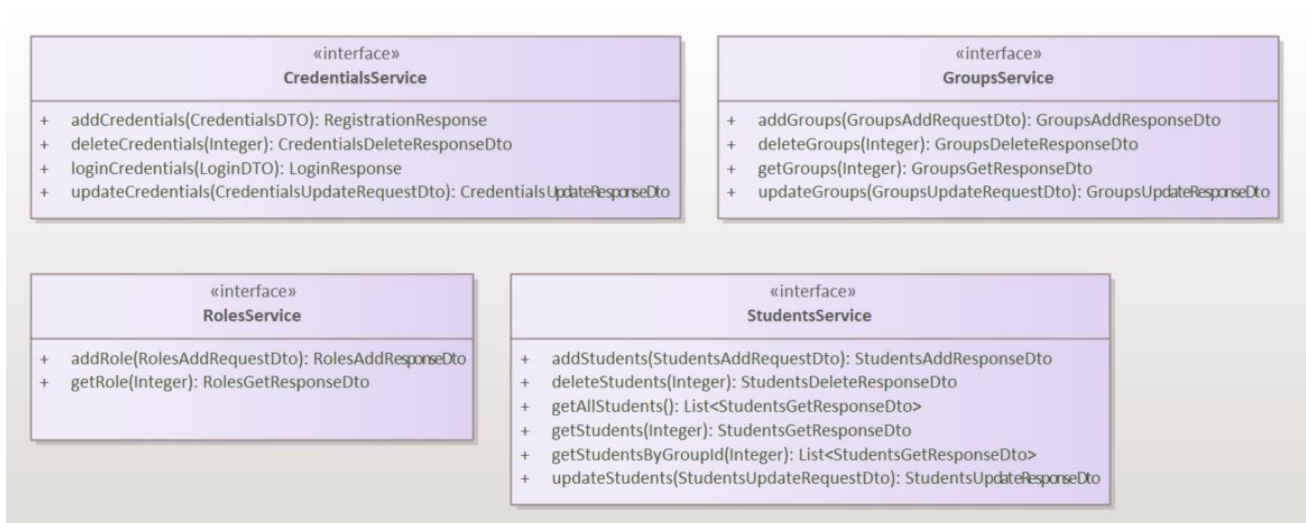 «interface»
CredentialsService
+ addCredentials(CredentialsDTO): RegistrationResponse
+ deleteCredentials(Integer): CredentialsDeleteResponseDto
+ loginCredentials(LoginDTO): LoginResponse
+ updateCredentials(CredentialsUpdateRequestDto): CredentialsUpdateResponseDto
«interface»
GroupsService
+ addGroups(GroupsAddRequestDto): GroupsAddResponseDto
+ deleteGroups(Integer): GroupsDeleteResponseDto
+ getGroups(Integer): GroupsGetResponseDto
+ updateGroups(GroupsUpdateRequestDto): GroupsUpdateResponseDto
«interface»
RolesService
+ addRole(RolesAddRequestDto): RolesAddResponseDto
+ getRole(Integer): RolesGetResponseDto
«interface»
StudentsService
+ addStudents(StudentsAddRequestDto): StudentsAddResponseDto
+ deleteStudents(Integer): StudentsDeleteResponseDto
+ getAllStudents(): List<StudentsGetResponseDto>
+ getStudents(Integer): StudentsGetResponseDto
+ getStudentsByGroupId(Integer): List<StudentsGetResponseDto>
+ updateStudents(StudentsUpdateRequestDto): StudentsUpdateResponseDto